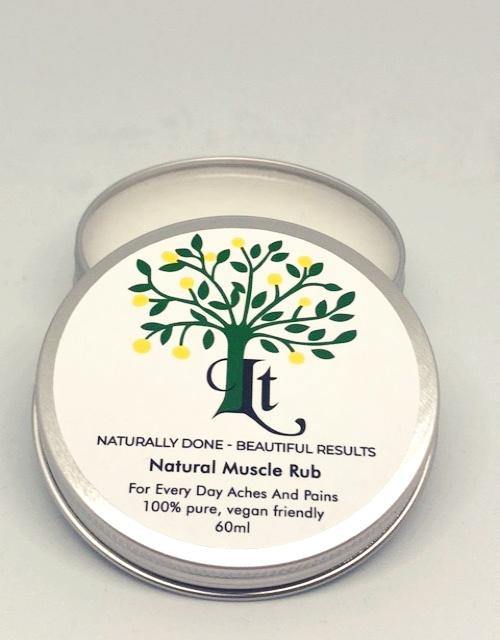 Lt
NATURALLY DONE - BEAUTIFUL RESULTS
Natural Muscle Rub
For Every Day Aches And Pains
100% pure, vegan friendly
60ml